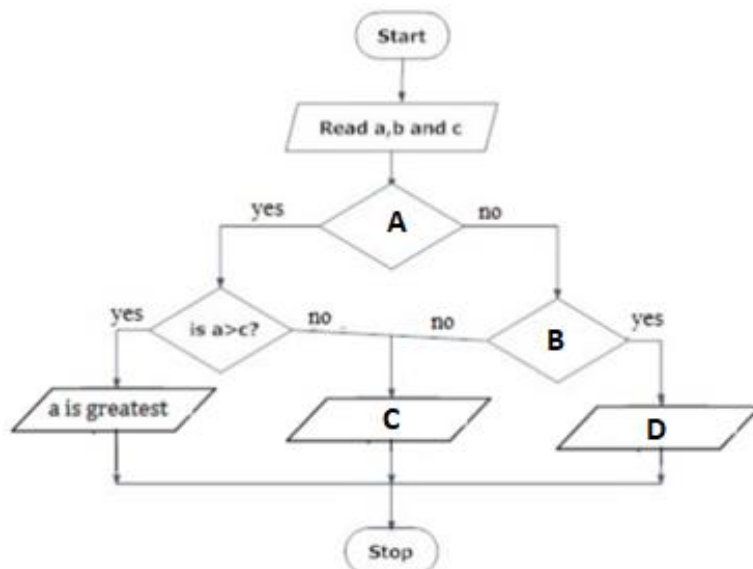 Start
Read a,b and c
A
yes
no
is a>c?
yes
no
B
no
yes
a is greatest
C
D
Stop